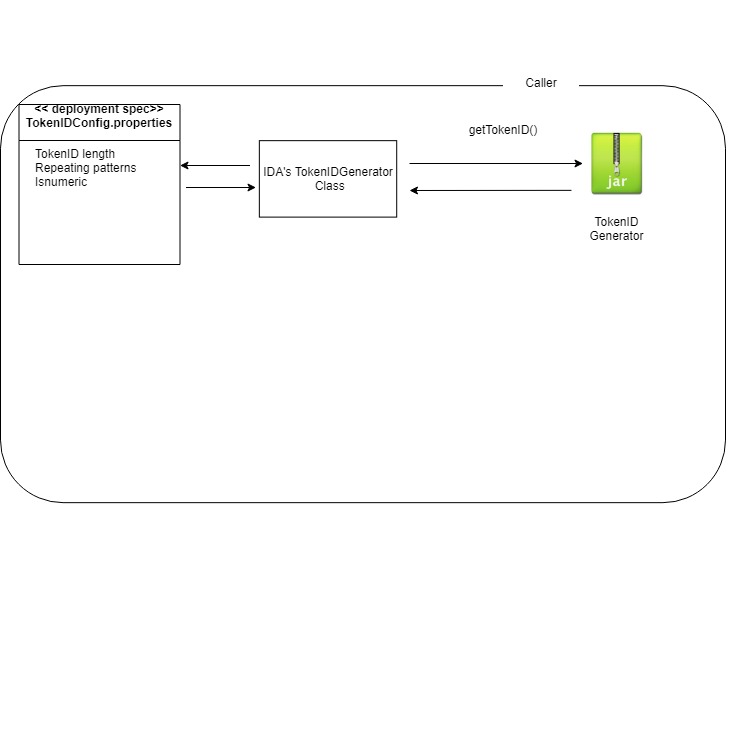 Caller
<< deployment spec>>
TokenIDConfig.properties
TokenID length
Repeating patterns
Isnumeric
IDA's TokenIDGenerator
Class
getTokenID()
jar
TokenID
Generator